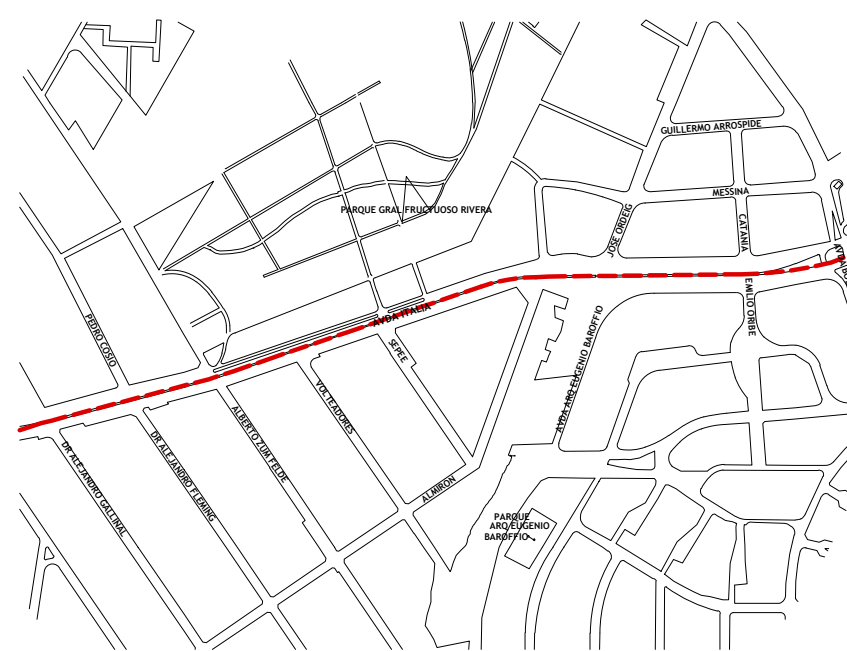 GUILLERMO ARROSPIDE
MESSINA
PARQUE GRAL FRUCTUOSO RIVERA
JOSE ORDEIG
CATANIA
EMILIO ORIBE
PEDRO COSIO
AVDA ITALIA
AVDA ARQ EUGENIO BAROFFIO
SEPEE
VOLTEADORES
ALBERTO ZUM FELDE
DR ALEJANDRO FLEMING
DR ALEJANDRO GALLINAL
ALMIRON
PARQUE
ARQ EUGENIO
BAROFFIO